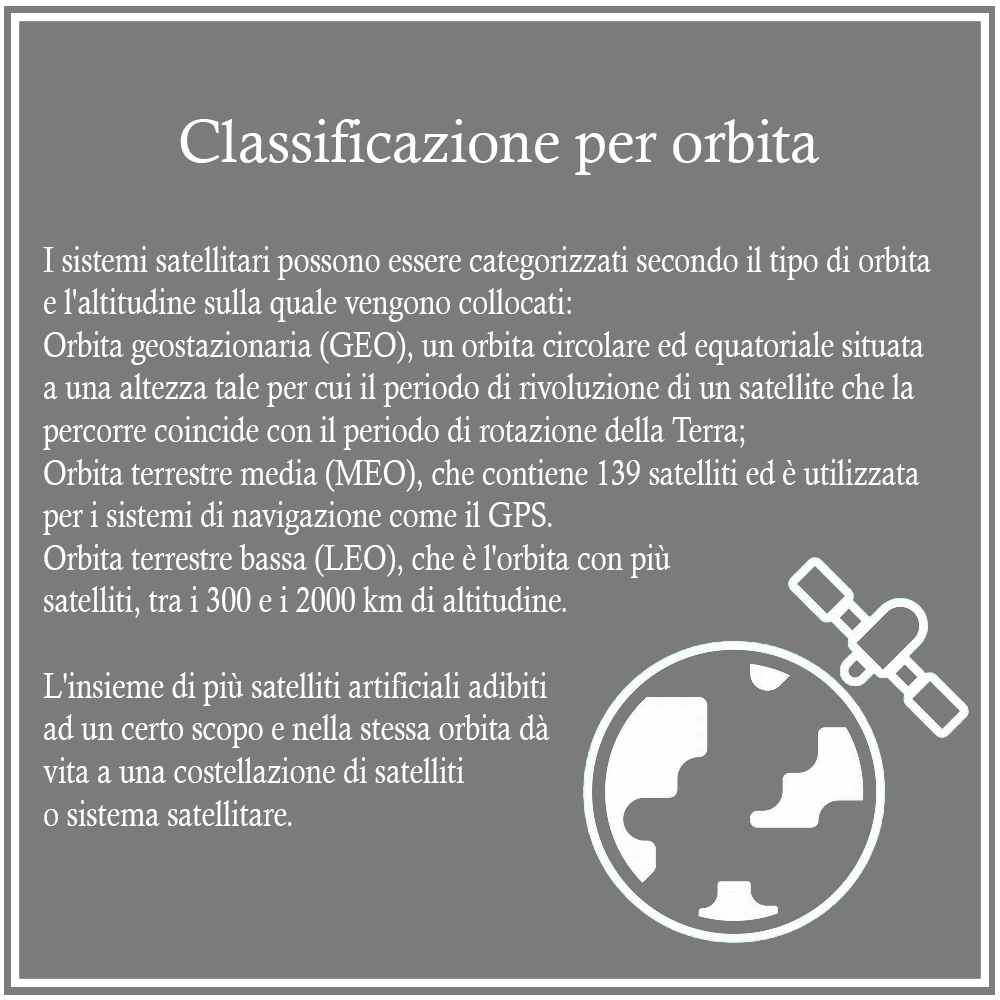 Classificazione per orbita
I sistemi satellitari possono essere categorizzati secondo il tipo di orbita
e l'altitudine sulla quale vengono collocati:
Orbita geostazionaria (GEO), un orbita circolare ed equatoriale situata
a una altezza tale per cui il periodo di rivoluzione di un satellite che la
percorre coincide con il periodo di rotazione della Terra;
Orbita terrestre media (MEO), che contiene 139 satelliti ed è utilizzata
per i sistemi di navigazione come il GPS.
Orbita terrestre bassa (LEO), che è l'orbita con più
satelliti, tra i 300 e i 2000 km di altitudine.
L'insieme di più satelliti artificiali adibiti
ad un certo scopo e nella stessa orbita dà
vita a una costellazione di satelliti
o sistema satellitare.